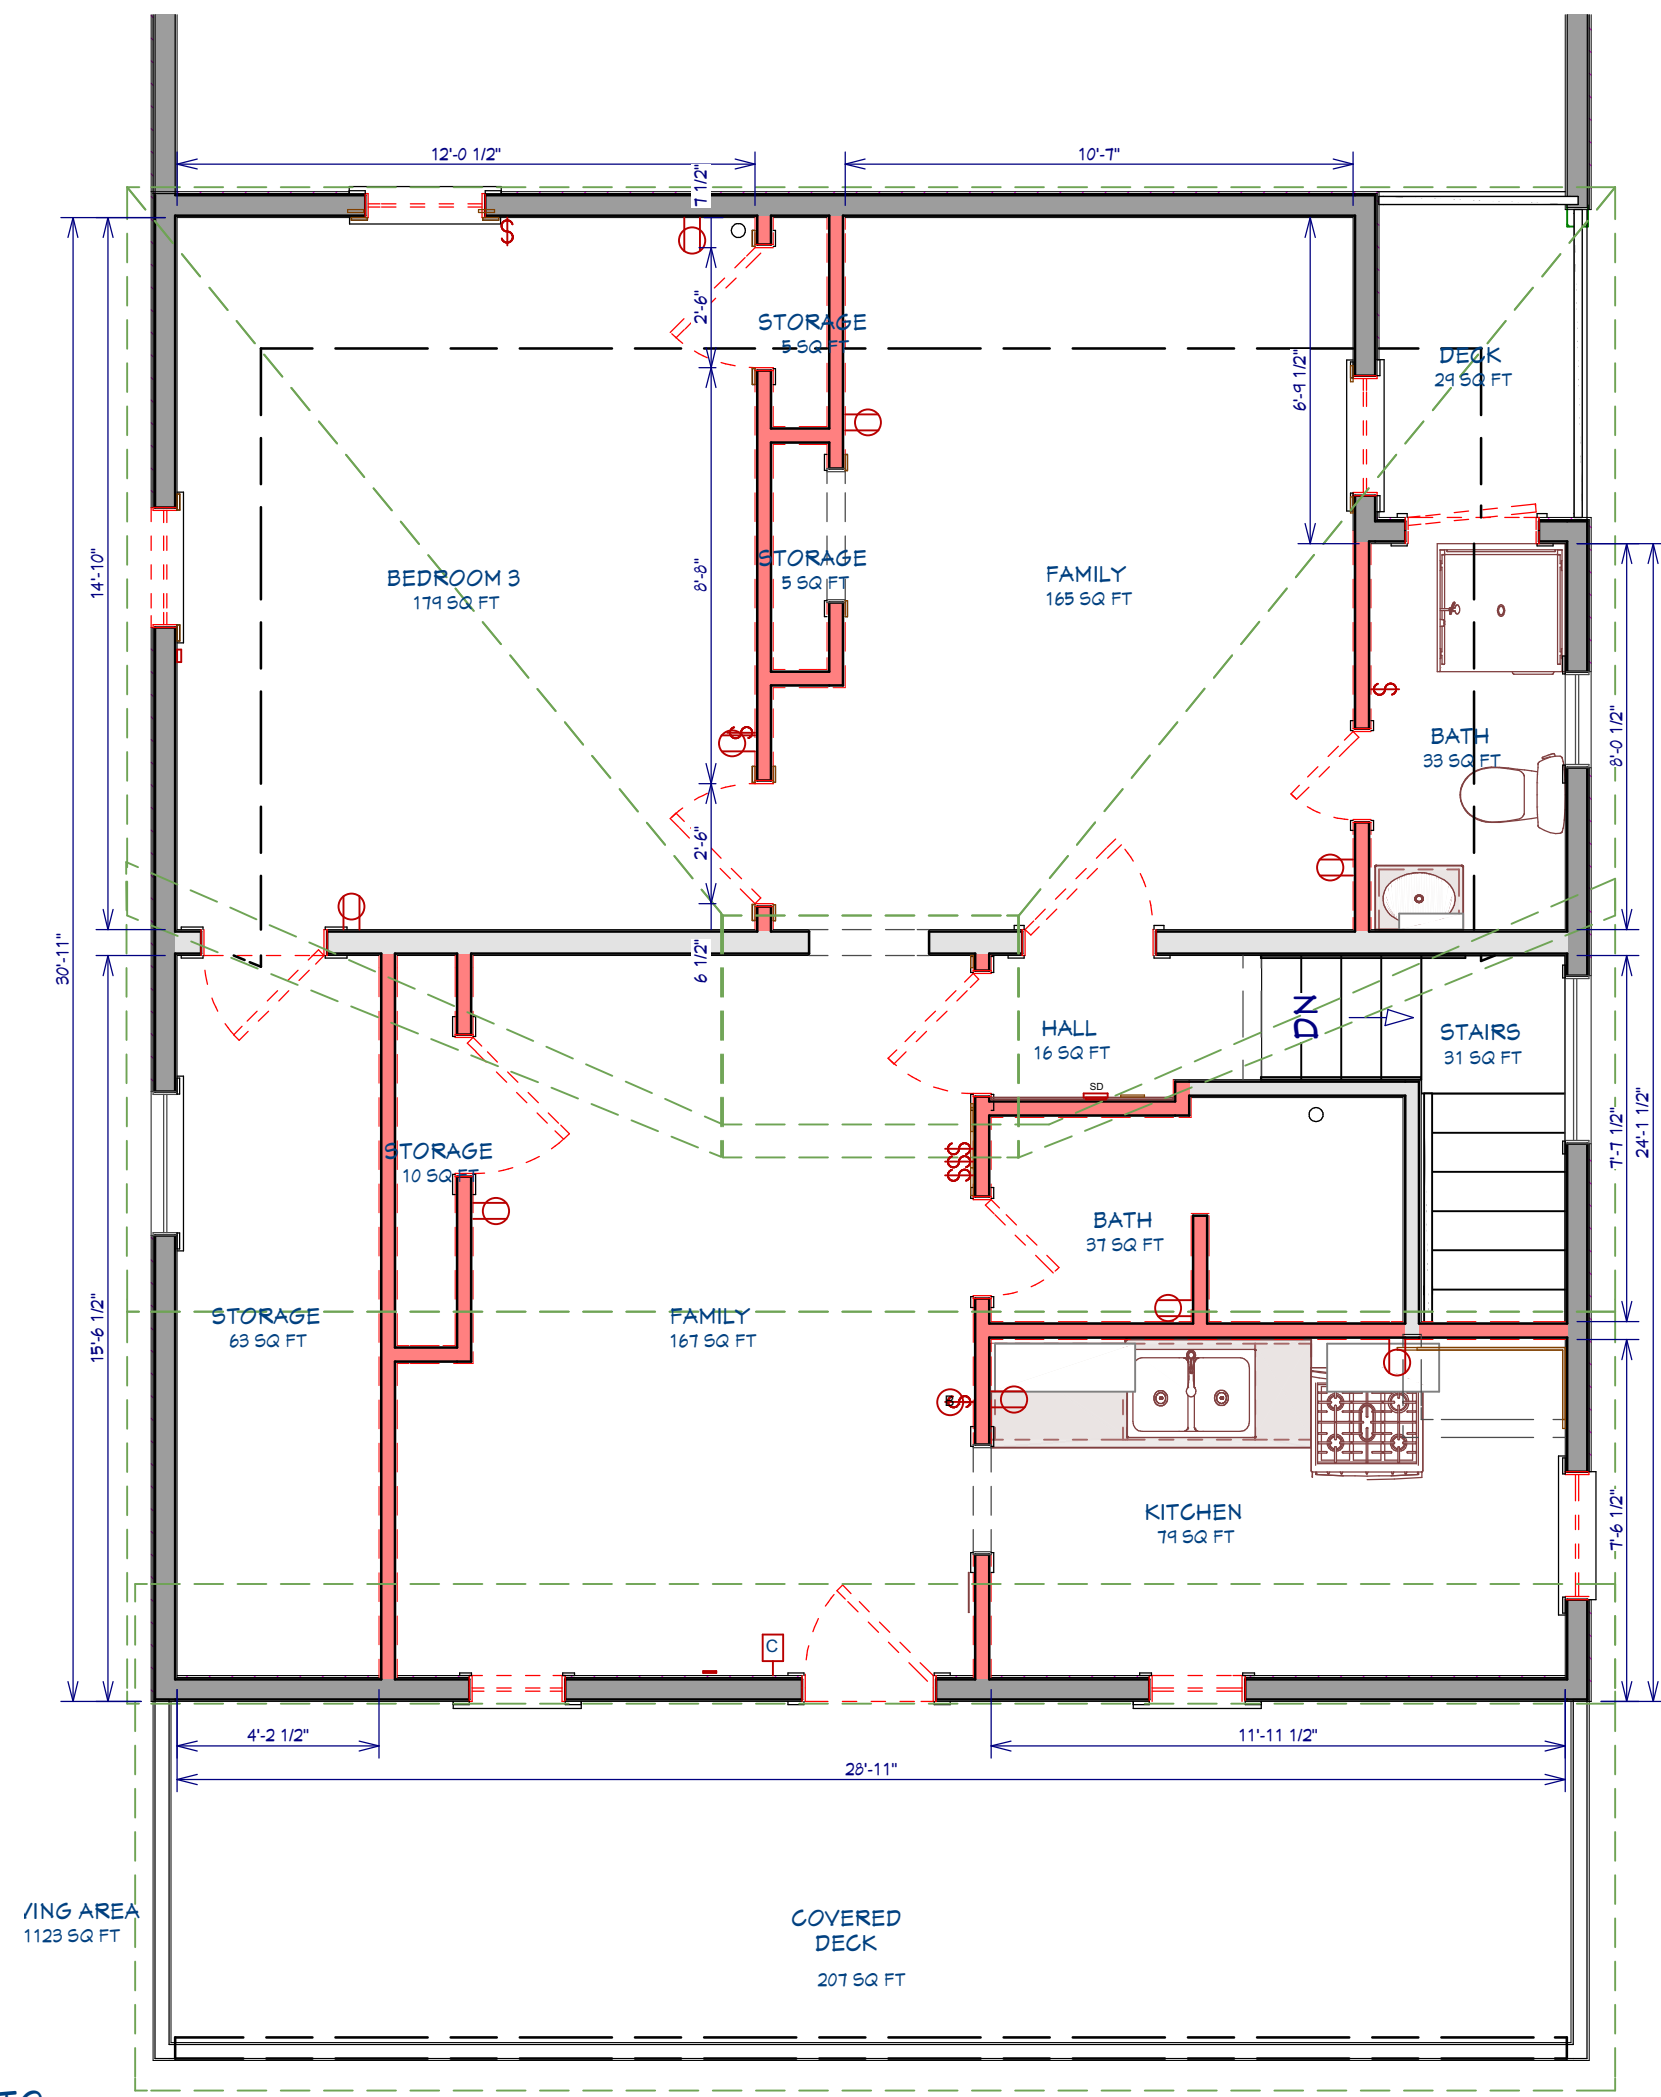 12'-0 1/2"
10'-7"
7 1/2"
$
2'-6"
STORAGE
5 SQ FT
6'-9 1/2"
DECK
29 SQ FT
14'-10"
8'-8"
BEDROOM 3
179 SQ FT
STORAGE
5 SQ FT
FAMILY
165 SQ FT
$
$
BATH
33 SQ FT
8'-0 1/2"
2'-6"
30'-11"
6 1/2"
HALL
16 SQ FT
DN
STAIRS
31 SQ FT
SD
STORAGE
10 SQ FT
$$$
7'-7 1/2"
24'-1 1/2"
BATH
37 SQ FT
STORAGE
63 SQ FT
FAMILY
167 SQ FT
15'-6 1/2"
$
KITCHEN
79 SQ FT
7'-6 1/2"
C
4'-2 1/2"
11'-11 1/2"
28'-11"
VING AREA
1123 SQ FT
COVERED
DECK
207 SQ FT